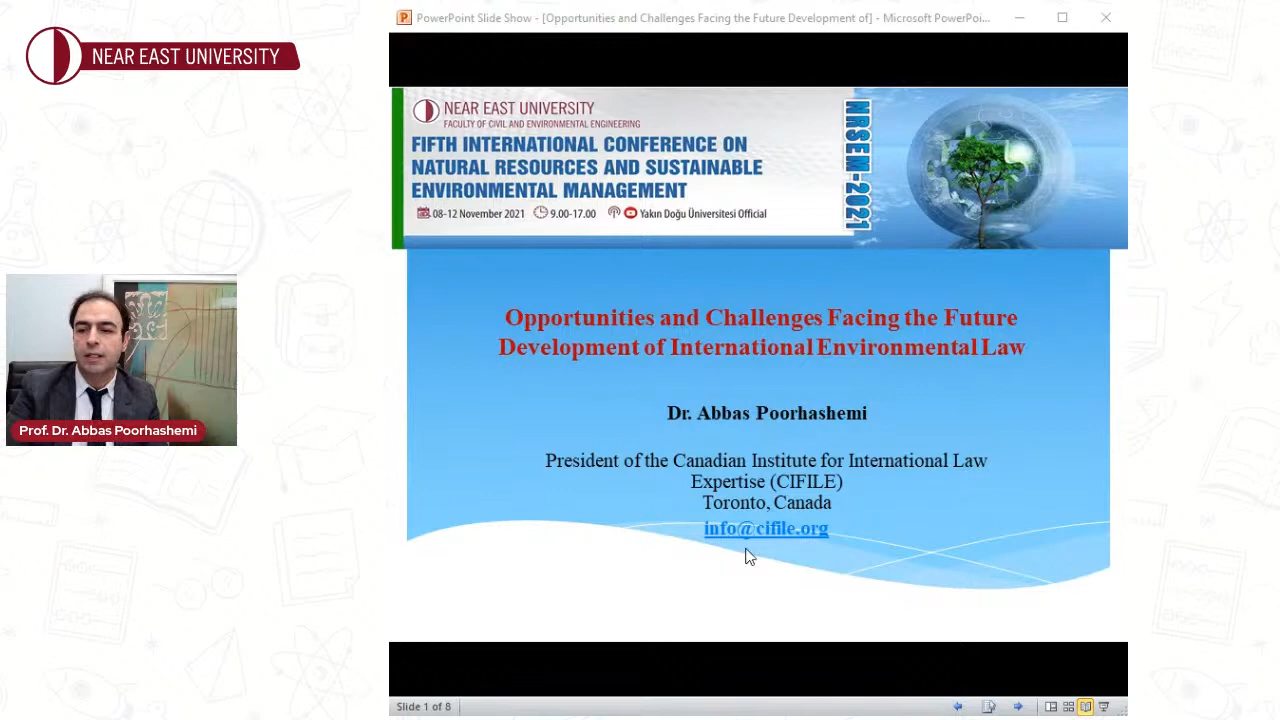 NEAR EAST UNIVERSITY
PowerPoint Slide Show - [Opportunities and Challenges Facing the Future Development of] - Microsoft PowerPoi...
NEAR EAST UNIVERSITY
FACULTY OF CIVIL AND ENVIRONMENTAL ENGINEERING
FIFTH INTERNATIONAL CONFERENCE ON
NATURAL RESOURCES AND SUSTAINABLE
ENVIRONMENTAL MANAGEMENT
08-12 November 2021 9.00-17.00 Yakın Doğu Üniversitesi Official
NRSEM-2021
Opportunities and Challenges Facing the Future
Development of International Environmental Law
Dr. Abbas Poorhashemi
President of the Canadian Institute for International Law
Expertise (CIFILE)
Toronto, Canada
info@cifile.org
Prof. Dr. Abbas Poorhashemi
Slide 1 of 8